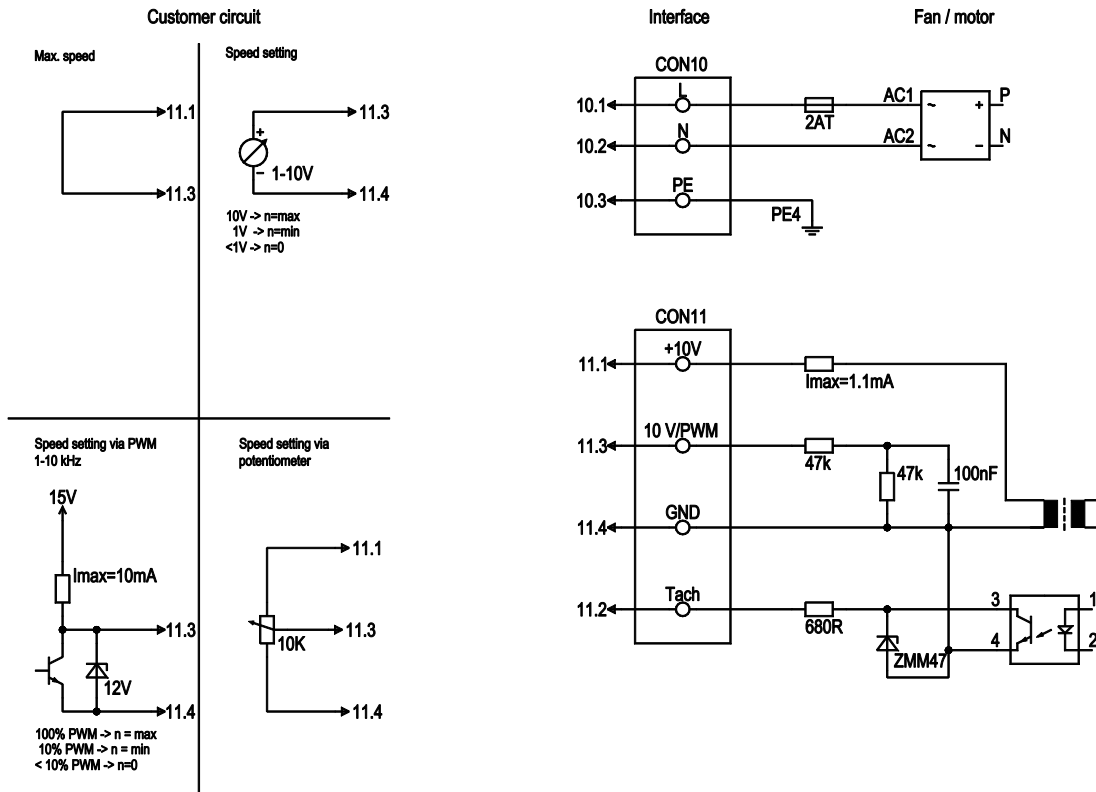 Customer circuit
Interface
Fan / motor
Max. speed
11.1
11.3
Speed setting
11.3
+
1-10V
−
11.4
10V -> n=max
1V -> n=min
<1V -> n=0
Speed setting via PWM
1-10 kHz
15V
Imax=10mA
11.3
12V
11.4
100% PWM -> n = max
10% PWM -> n = min
< 10% PWM -> n=0
Speed setting via
potentiometer
11.1
11.3
10K
11.4
CON10
10.1
L
2AT
AC1
~
+
P
10.2
N
AC2
~
−
N
10.3
PE
PE4
CON11
11.1
+10V
Imax=1.1mA
11.3
10 V/PWM
47k
47k
100nF
11.4
GND
11.2
Tach
680R
ZMM47
3
4
1
2